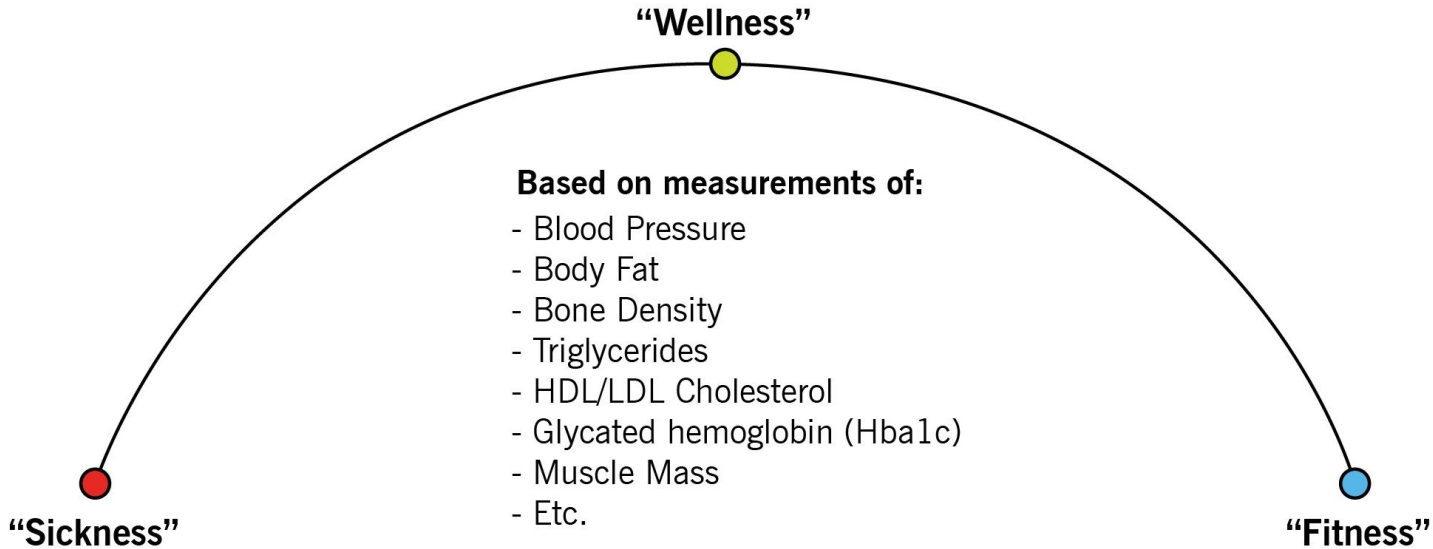 “Wellness”
Based on measurements of:
- Blood Pressure
- Body Fat
- Bone Density
- Triglycerides
- HDL/LDL Cholesterol
- Glycated hemoglobin (Hba1c)
- Muscle Mass
- Etc.
“Sickness”
“Fitness”